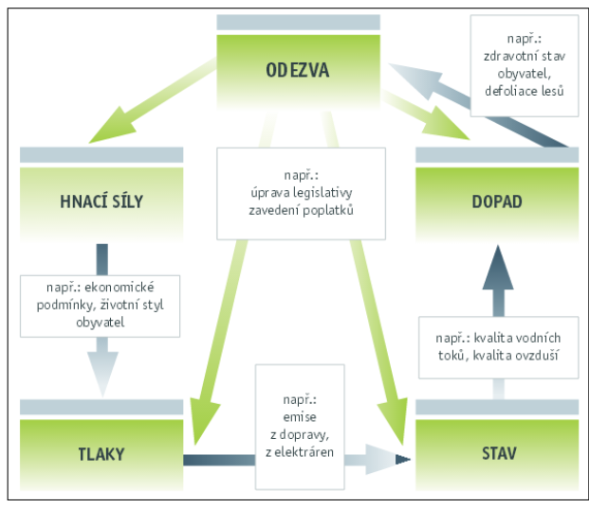 ODEZVA
např.:
zdravotní stav
obyvatel,
defoliace lesů
HNACÍ SÍLY
např.:
úprava legislativy
zavedení poplatků
DOPAD
např.: ekonomické
podmínky, životní styl
obyvatel
např.: kvalita vodních
toků, kvalita ovzduší
TLAKY
např.:
emise
z dopravy,
z elektráren
STAV